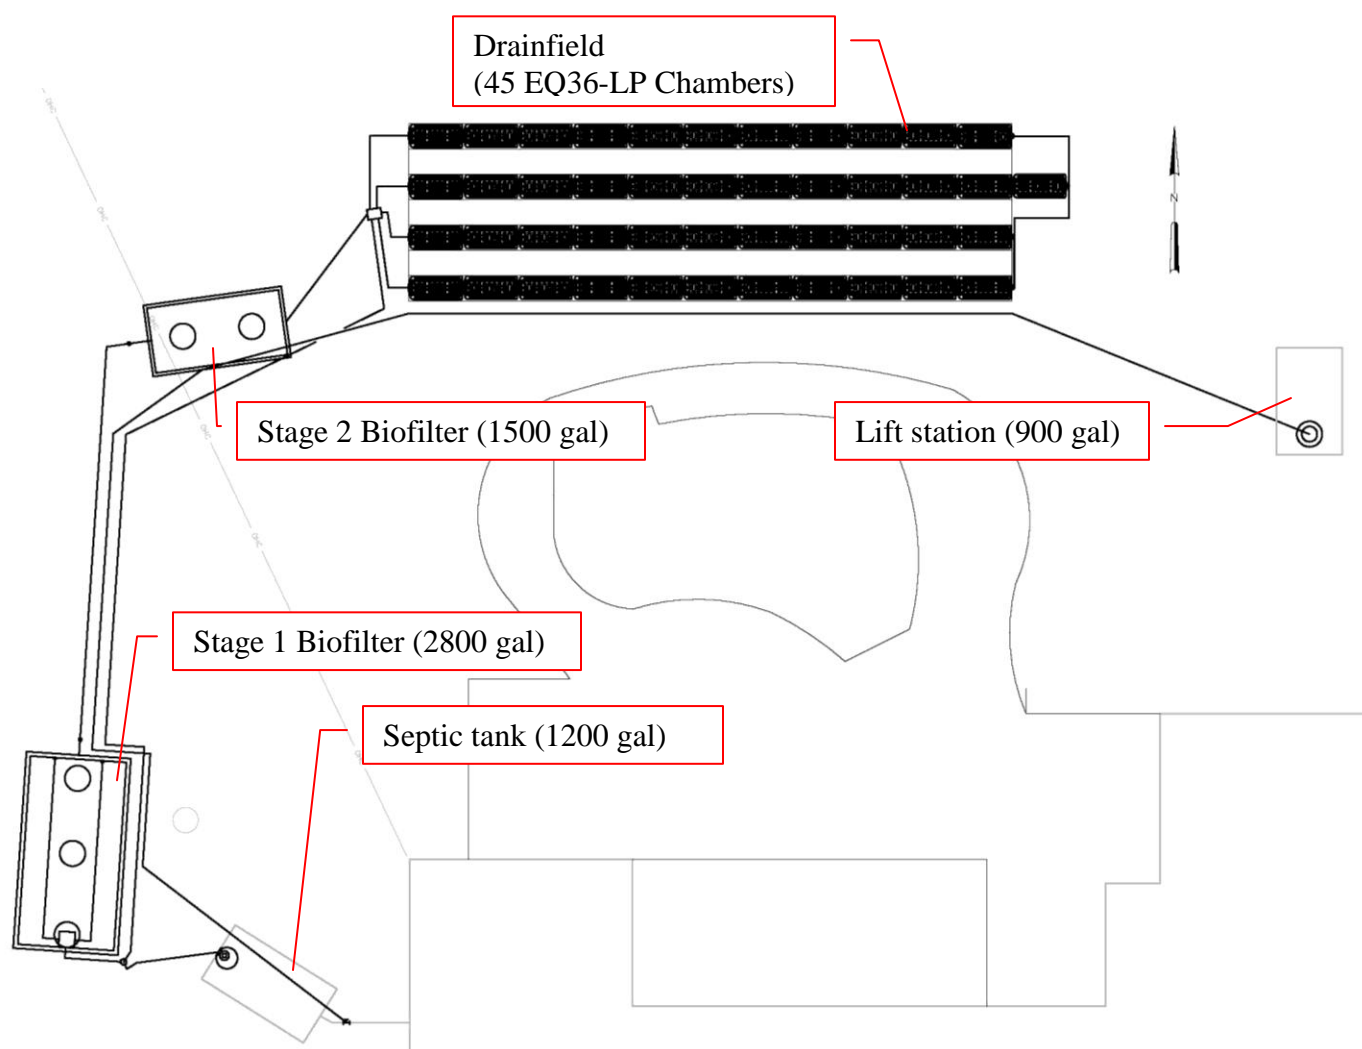 Drainfield
(45 EQ36-LP Chambers)
N
Stage 2 Biofilter (1500 gal)
Lift station (900 gal)
Stage 1 Biofilter (2800 gal)
Septic tank (1200 gal)